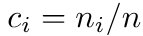 c_i = n_i/n